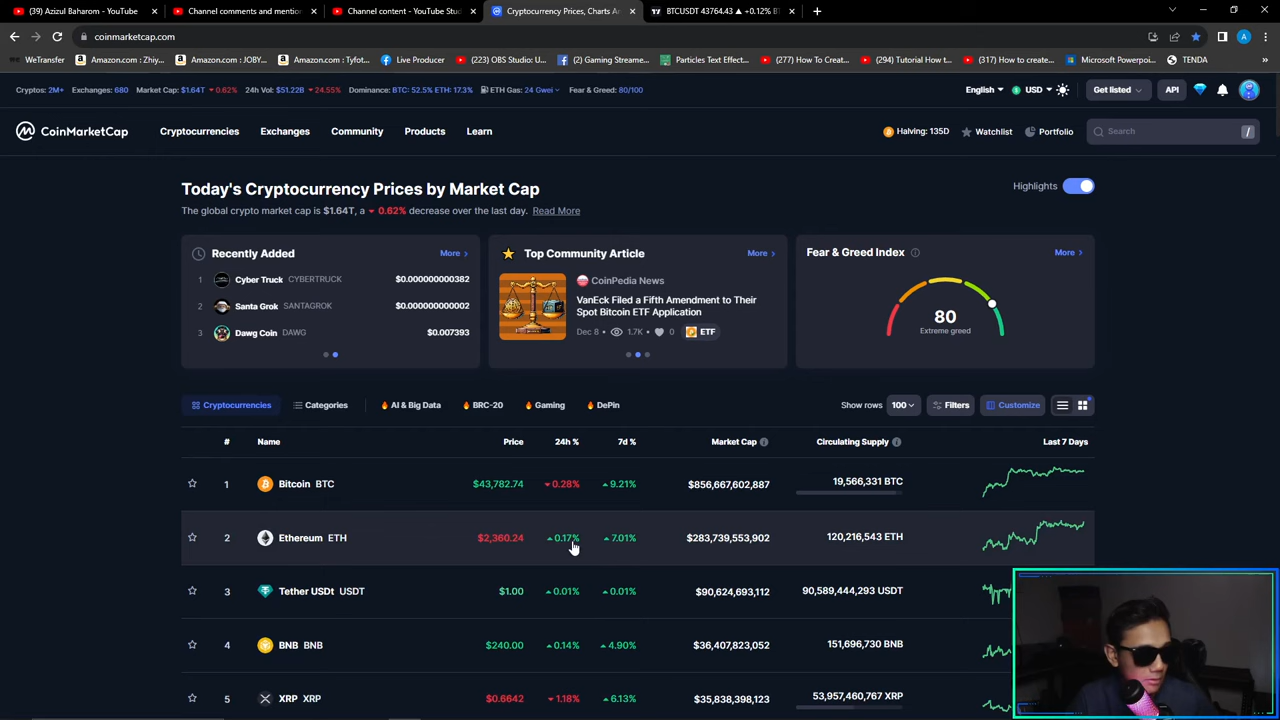 (39) Azizul Baharom - YouTube
Channel comments and mentio
Channel content - YouTube Stu
Cryptocurrency Prices, Charts An
BTCUSDT 43764.43 ▲ +0.12% B
coinmarketcap.com
WeTransfer
Amazon.com : Zhiy...
Amazon.com : JOBY...
Amazon.com : Tyfot...
Live Producer
(223) OBS Studio: U...
(2) Gaming Streame...
Particles Text Effect...
(277) How To Creat...
(294) Tutorial How t...
(317) How to create...
Microsoft Powerpoi...
TENDA
Cryptos: 2M+ Exchanges: 680 Market Cap: $1.64T 0.62% 24h Vol: $51.22B 24.55% Dominance: BTC: 52.5% ETH: 17.3% ETH Gas: 24 Gwei Fear & Greed: 80/100
English USD Get listed API
CoinMarketCap Cryptocurrencies Exchanges Community Products Learn
Halving: 135D Watchlist Portfolio Search /
Today's Cryptocurrency Prices by Market Cap
Highlights
The global crypto market cap is $1.64T, a 0.62% decrease over the last day. Read More
Recently Added More
1 Cyber Truck CYBERTRUCK $0.000000000382
2 Santa Grok SANTAGROK $0.000000000002
3 Dawg Coin DAWG $0.007393
Top Community Article More
CoinPedia News
VanEck Filed a Fifth Amendment to Their
Spot Bitcoin ETF Application
Dec 8 • 1.7K • 0 ETF
Fear & Greed Index More
80
Extreme greed
Cryptocurrencies Categories AI & Big Data BRC-20 Gaming DePin
Show rows 100 Filters Customize
# Name Price 24h % 7d % Market Cap Circulating Supply Last 7 Days
1 Bitcoin BTC $43,782.74 0.28% 9.21% $856,667,602,887 19,566,331 BTC
2 Ethereum ETH $2,360.24 0.17% 7.01% $283,739,553,902 120,216,543 ETH
3 Tether USDt USDT $1.00 0.01% 0.01% $90,624,693,112 90,589,444,293 USDT
4 BNB BNB $240.00 0.14% 4.90% $36,407,823,052 151,696,730 BNB
5 XRP XRP $0.6642 1.18% 6.13% $35,838,398,123 53,957,460,767 XRP